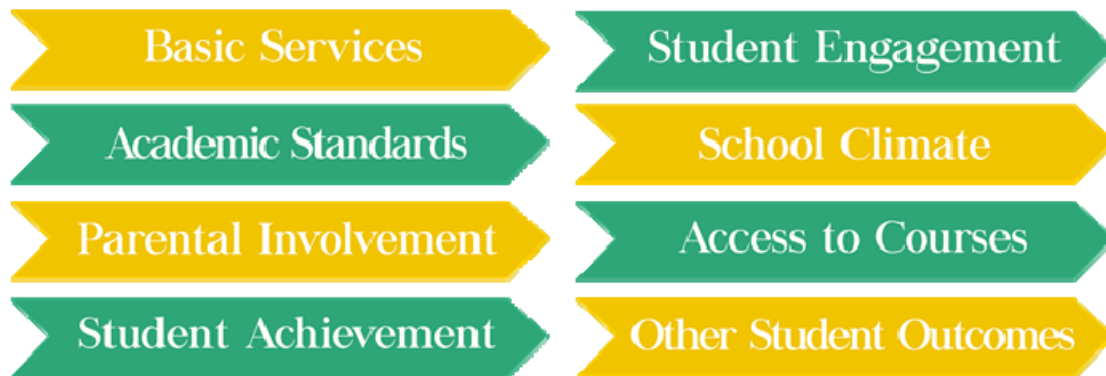 Basic Services
Academic Standards
Parental Involvement
Student Achievement
Student Engagement
School Climate
Access to Courses
Other Student Outcomes